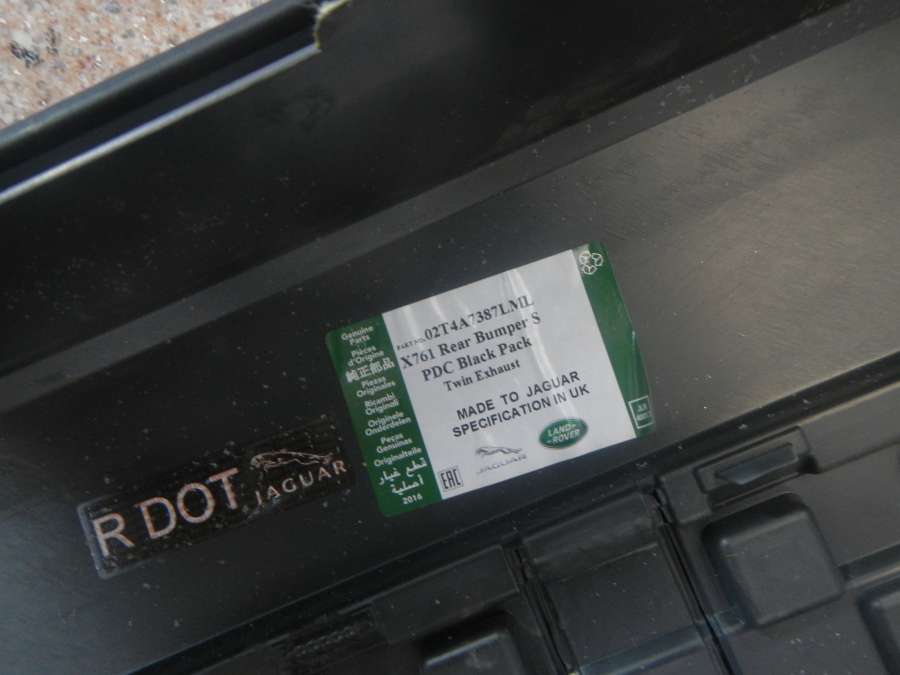 Genuine
Parts
Pièces
d'Origine
純正部品
Piezas
Originales
Ricambi
Originali
Originele
Onderdelen
Peças
Genuínas
Originalteile
قطع غيار
أصلية
2016
PART NO. 02T4A7387LML
X761 Rear Bumper S
PDC Black Pack
Twin Exhaust
MADE TO JAGUAR
SPECIFICATION IN UK
EAC
JAGUAR
LAND-
-ROVER
R DOT
JAGUAR